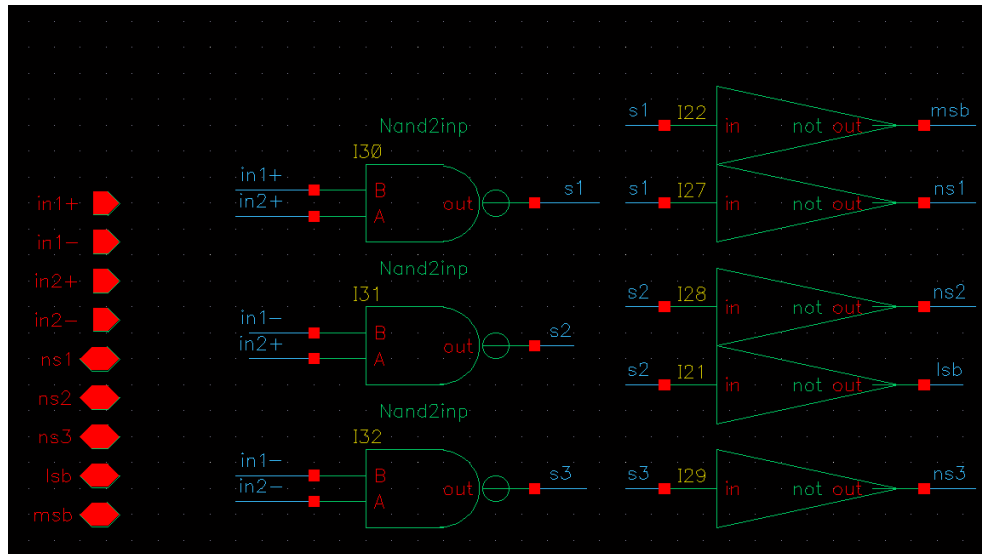 in1+
in1-
in2+
in2-
ns1
ns2
ns3
lsb
msb
Nand2inp
I30
in1+
in2+
B
A
out
s1
Nand2inp
I31
in1-
in2+
B
A
out
s2
Nand2inp
I32
in1-
in2-
B
A
out
s3
s1 I22 in not out msb
s1 I27 in not out ns1
s2 I28 in not out ns2
s2 I21 in not out lsb
s3 I29 in not out ns3